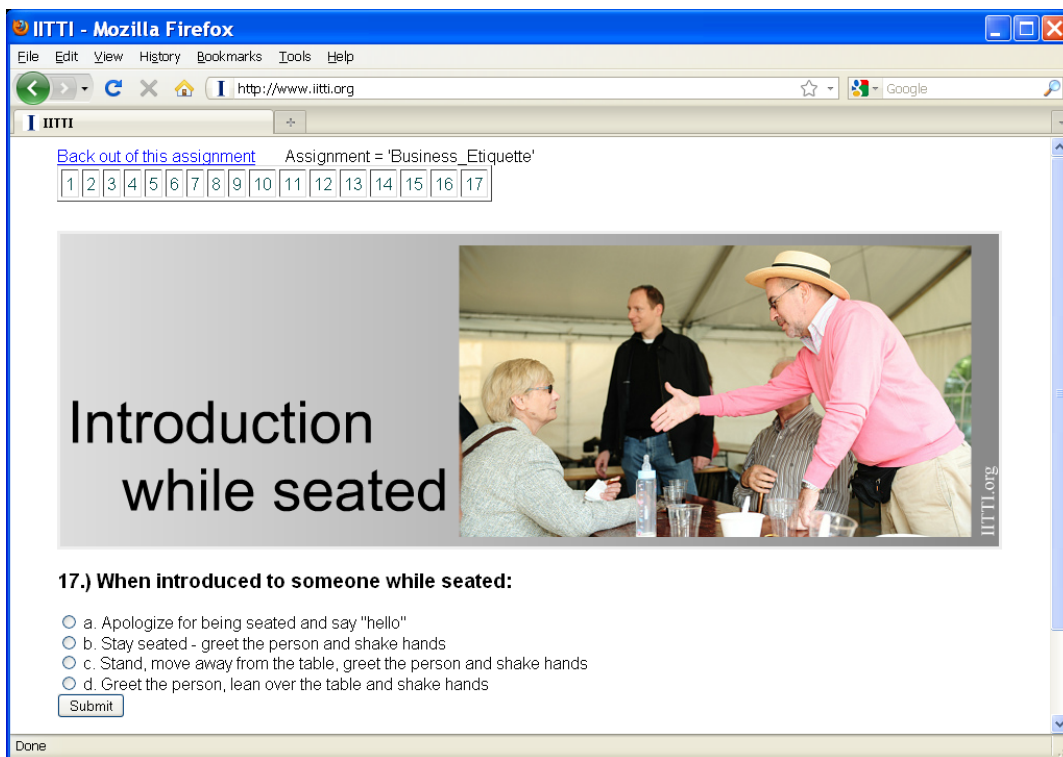 IITTI - Mozilla Firefox
File Edit View History Bookmarks Tools Help
I http://www.iitti.org Google
I IITTI
Back out of this assignment Assignment = 'Business_Etiquette'
1 2 3 4 5 6 7 8 9 10 11 12 13 14 15 16 17
Introduction
while seated
IITTI.org
17.) When introduced to someone while seated:
a. Apologize for being seated and say "hello"
b. Stay seated - greet the person and shake hands
c. Stand, move away from the table, greet the person and shake hands
d. Greet the person, lean over the table and shake hands
Submit
Done